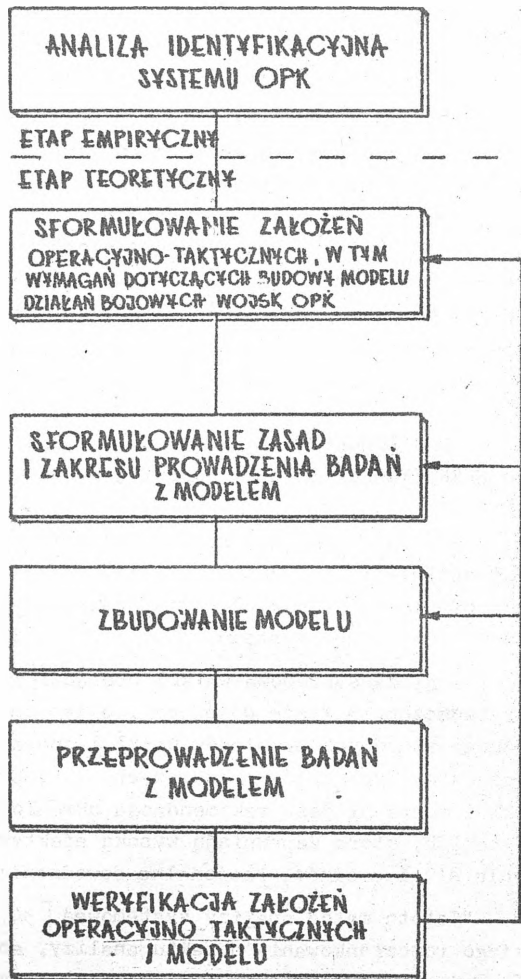 ANALIZA IDENTYFIKACYJNA
SYSTEMU OPK
ETAP EMPIRYCZNY
ETAP TEORETYCZNY
SFORMUŁOWANIE ZAŁOŻEŃ
OPERACYJNO-TAKTYCZNYCH, W TYM
WYMAGAŃ DOTYCZĄCYCH BUDOWY MODELU
DZIAŁAŃ BOJOWYCH WOJSK OPK
SFORMUŁOWANIE ZASAD
I ZAKRESU PROWADZENIA BADAŃ
Z MODELEM
ZBUDOWANIE MODELU
PRZEPROWADZENIE BADAŃ
Z MODELEM
WERYFIKACJA ZAŁOŻEŃ
OPERACYJNO TAKTYCZNYCH
I MODELU